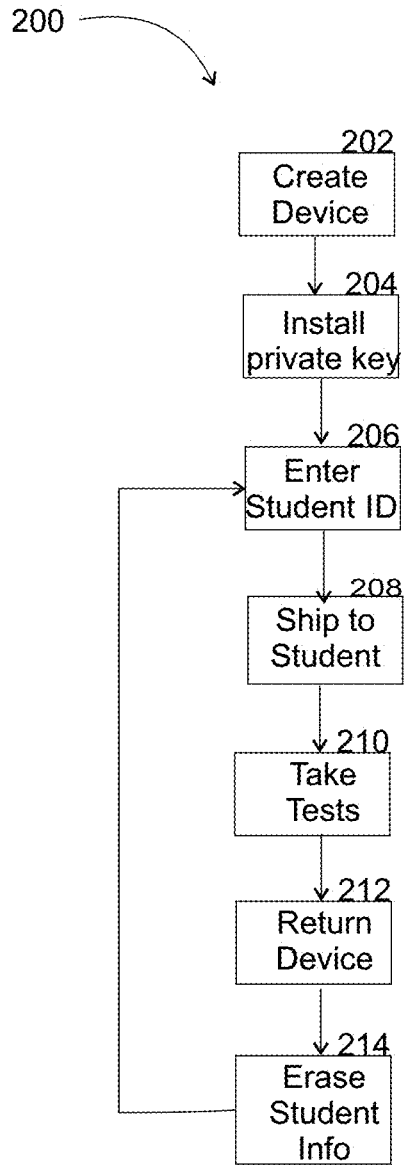 200
202
Create
Device
204
Install
private key
206
Enter
Student ID
208
Ship to
Student
210
Take
Tests
212
Return
Device
214
Erase
Student
Info